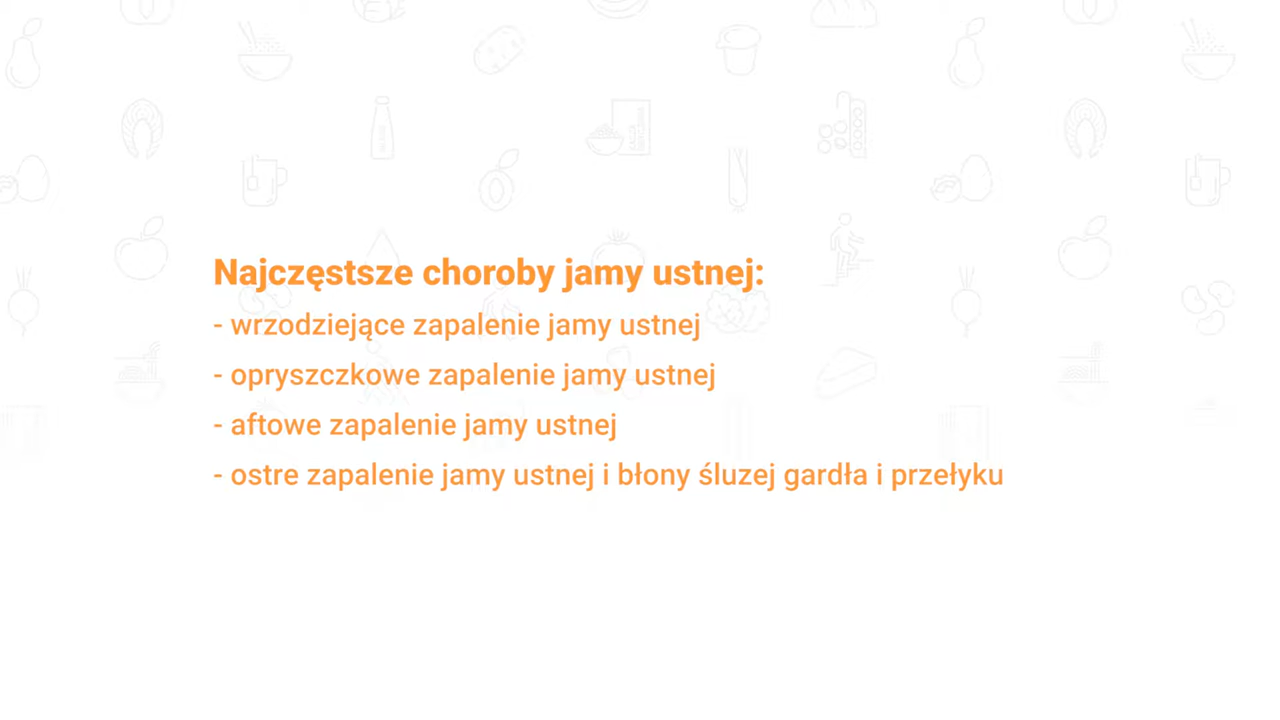 Najczęstsze choroby jamy ustnej:
- wrzodziejące zapalenie jamy ustnej
- opryszczkowe zapalenie jamy ustnej
- aftowe zapalenie jamy ustnej
- ostre zapalenie jamy ustnej i błony śluzej gardła i przełyku